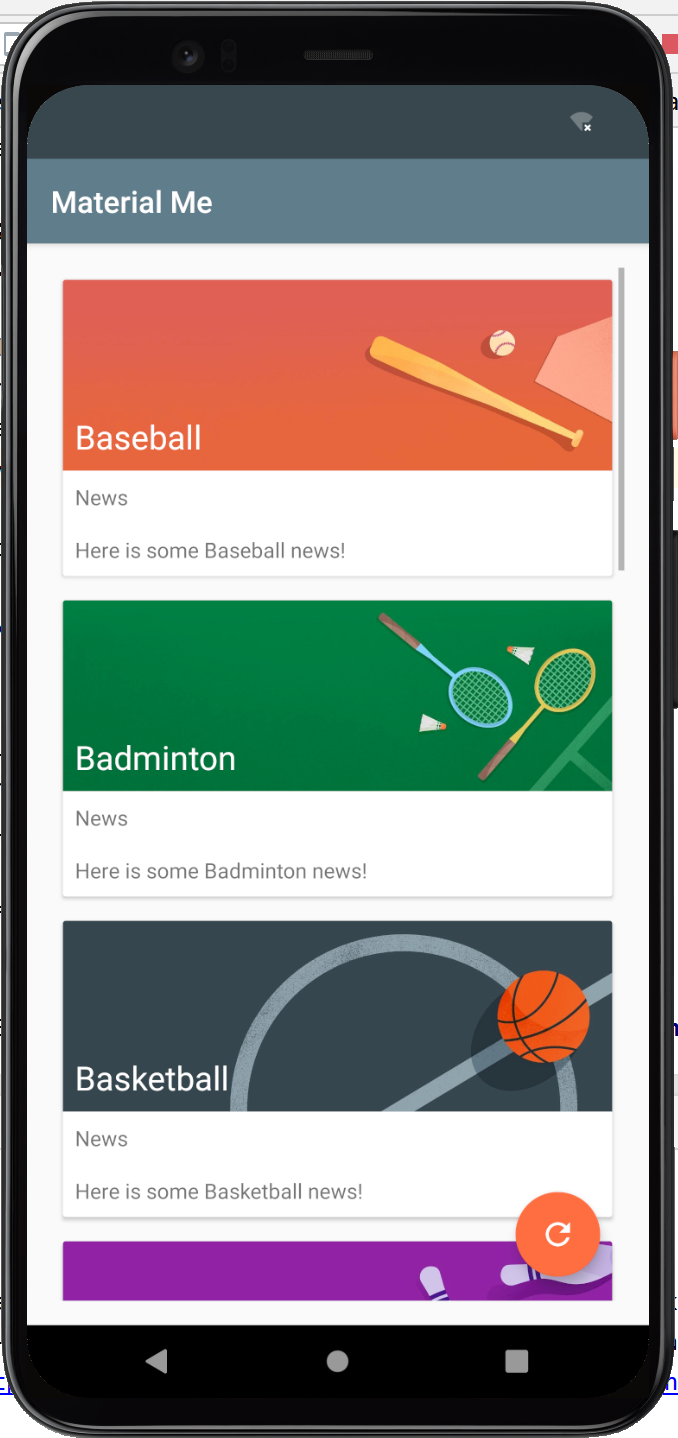 Material Me
Baseball
News
Here is some Baseball news!
Badminton
News
Here is some Badminton news!
Basketball
News
Here is some Basketball news!